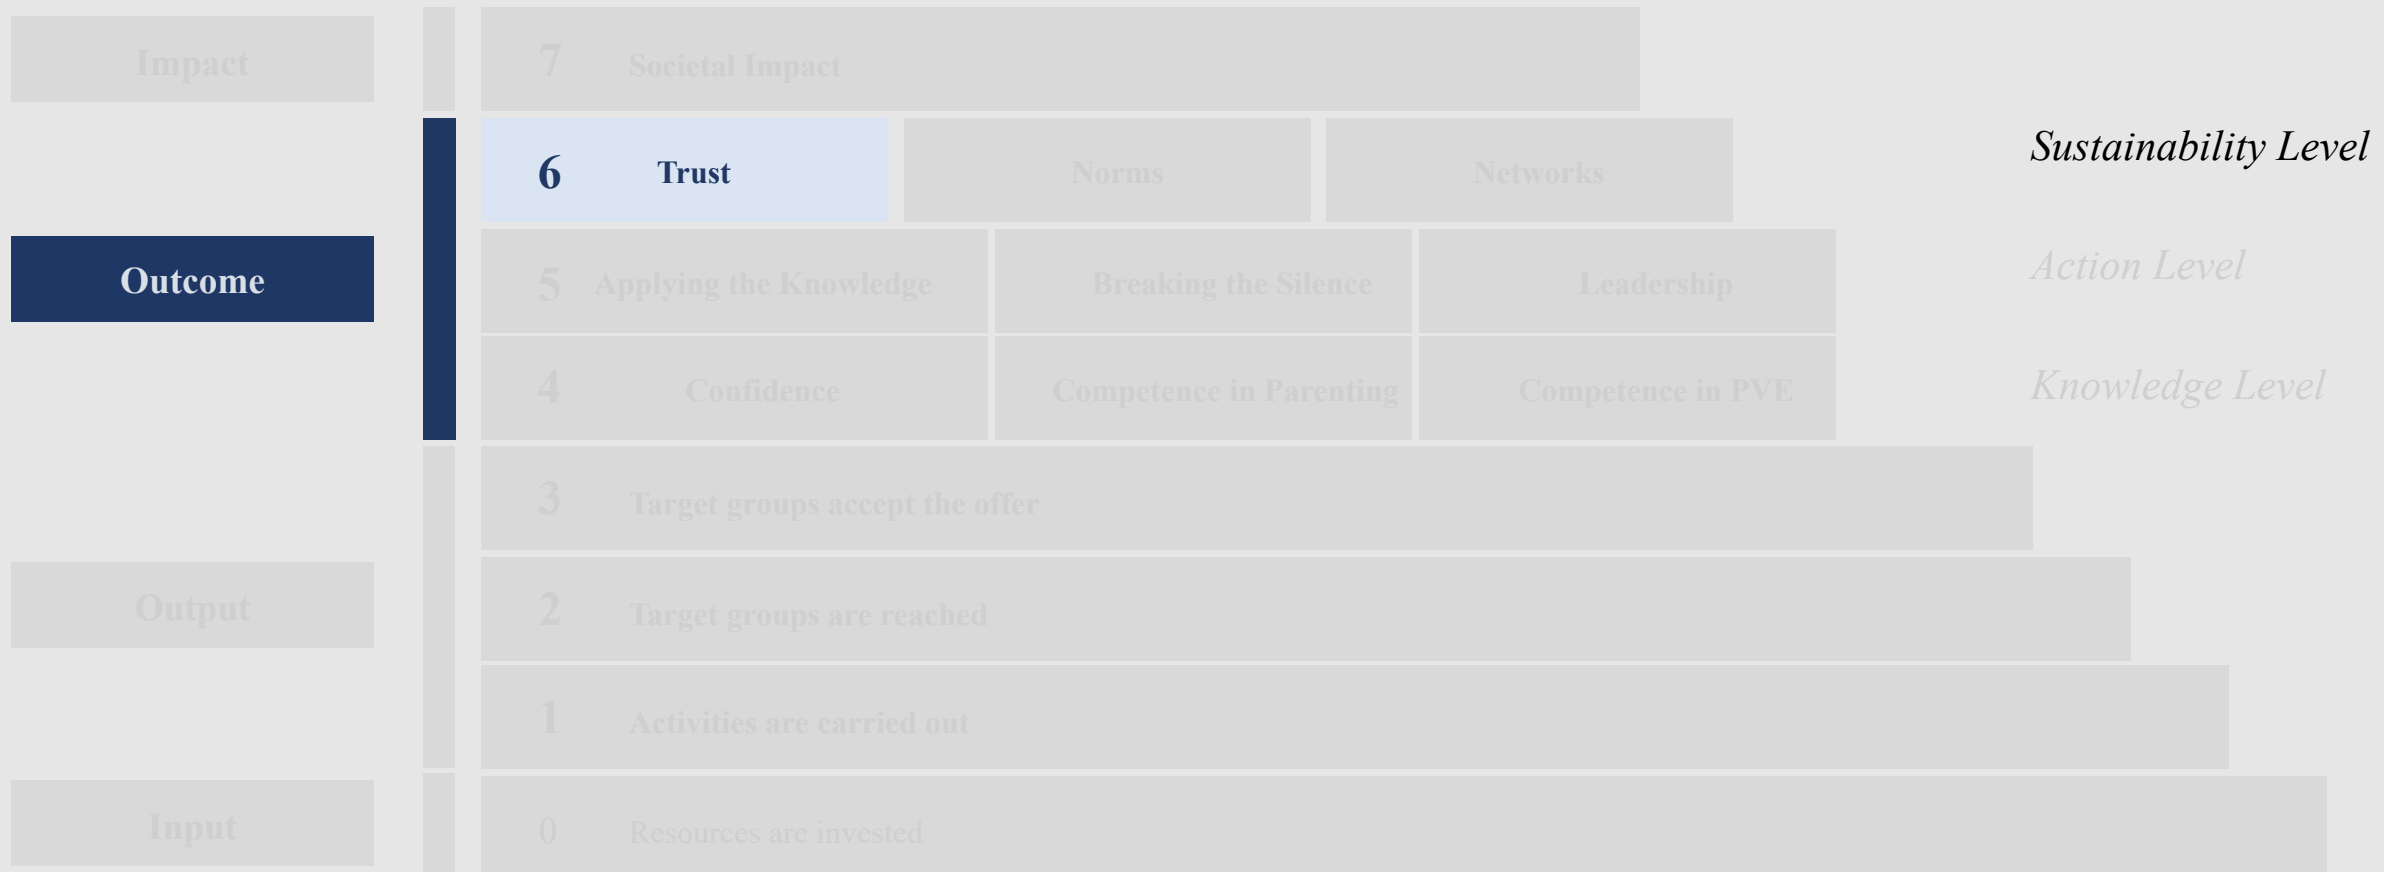 Impact
7 Societal Impact
6 Trust Norms Networks Sustainability Level
Outcome
5 Applying the Knowledge Breaking the Silence Leadership Action Level
4 Confidence Competence in Parenting Competence in PVE Knowledge Level
3 Target groups accept the offer
Output
2 Target groups are reached
1 Activities are carried out
Input
0 Resources are invested